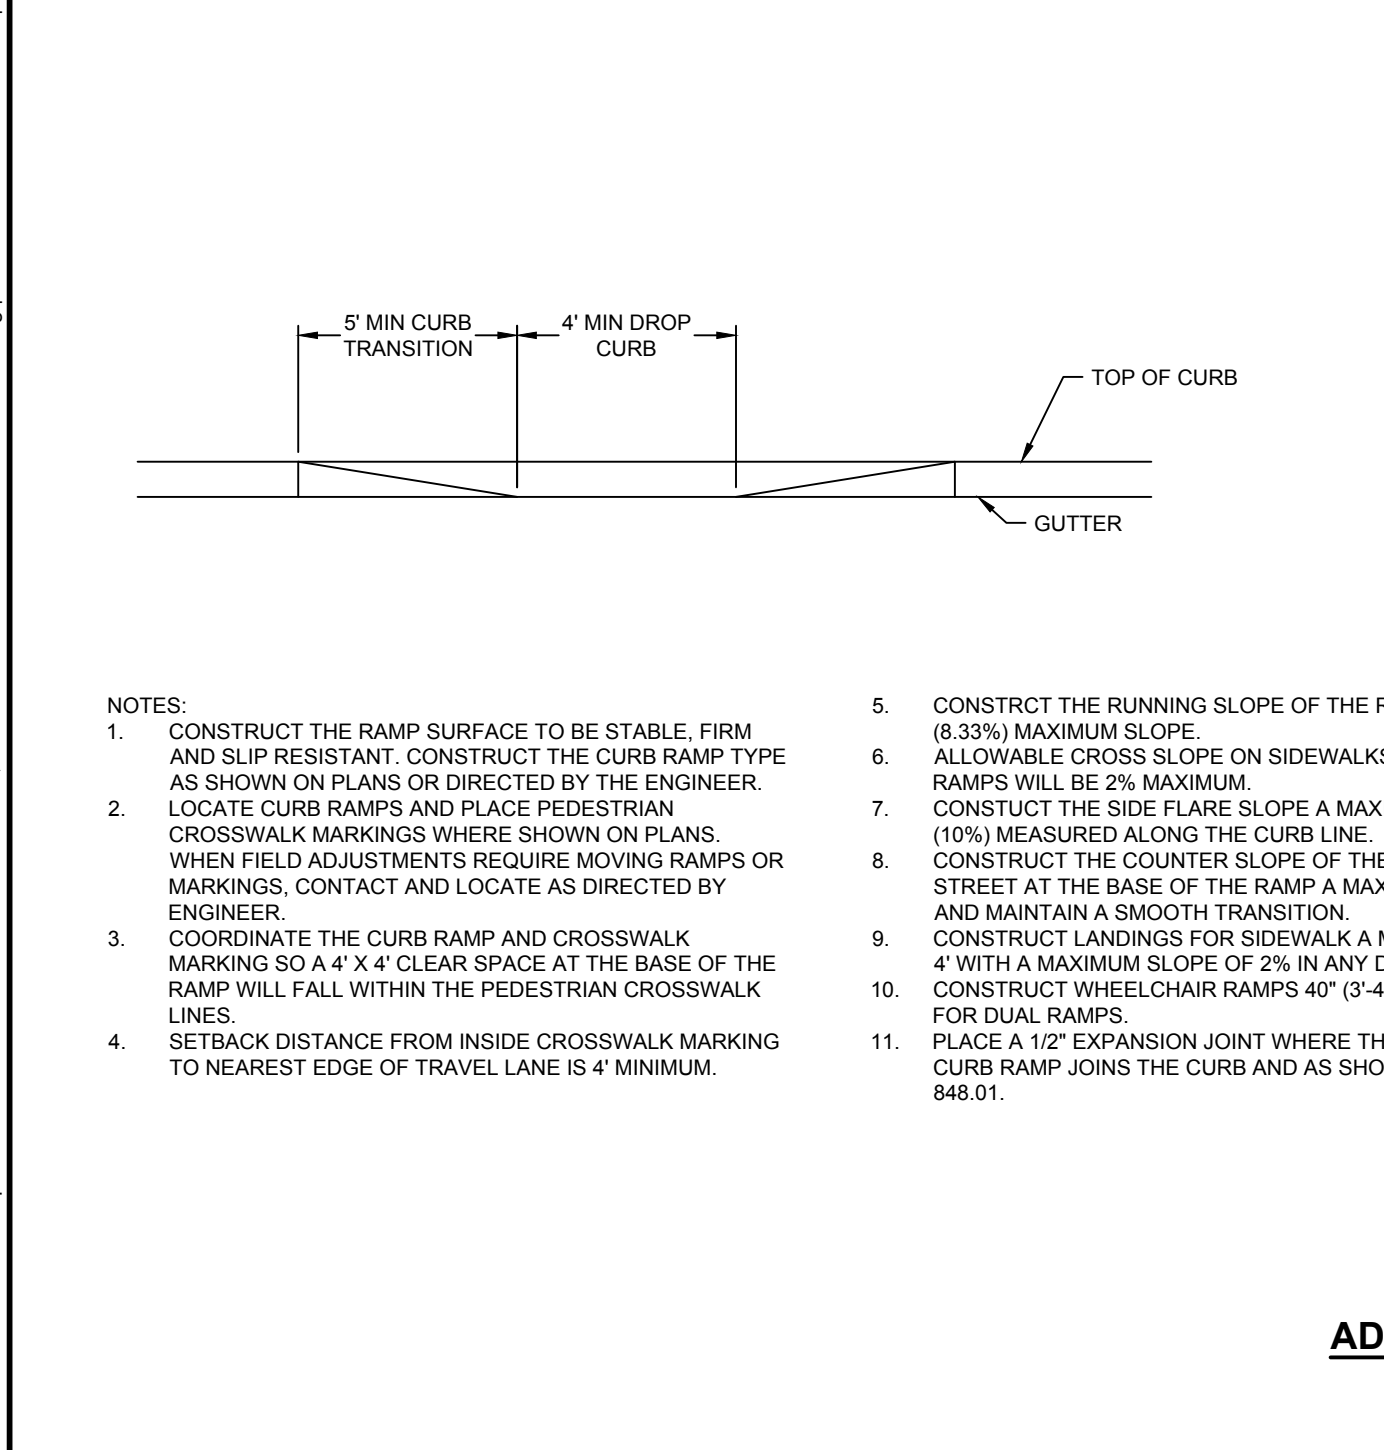 5' MIN CURB
TRANSITION
4' MIN DROP
CURB
TOP OF CURB
GUTTER
NOTES:
1. CONSTRUCT THE RAMP SURFACE TO BE STABLE, FIRM
AND SLIP RESISTANT. CONSTRUCT THE CURB RAMP TYPE
AS SHOWN ON PLANS OR DIRECTED BY THE ENGINEER.
2. LOCATE CURB RAMPS AND PLACE PEDESTRIAN
CROSSWALK MARKINGS WHERE SHOWN ON PLANS.
WHEN FIELD ADJUSTMENTS REQUIRE MOVING RAMPS OR
MARKINGS, CONTACT AND LOCATE AS DIRECTED BY
ENGINEER.
3. COORDINATE THE CURB RAMP AND CROSSWALK
MARKING SO A 4' X 4' CLEAR SPACE AT THE BASE OF THE
RAMP WILL FALL WITHIN THE PEDESTRIAN CROSSWALK
LINES.
4. SETBACK DISTANCE FROM INSIDE CROSSWALK MARKING
TO NEAREST EDGE OF TRAVEL LANE IS 4' MINIMUM.
5. CONSTRCT THE RUNNING SLOPE OF THE
(8.33%) MAXIMUM SLOPE.
6. ALLOWABLE CROSS SLOPE ON SIDEWALKS
RAMPS WILL BE 2% MAXIMUM.
7. CONSTUCT THE SIDE FLARE SLOPE A MAX
(10%) MEASURED ALONG THE CURB LINE.
8. CONSTRUCT THE COUNTER SLOPE OF THE
STREET AT THE BASE OF THE RAMP A MAX
AND MAINTAIN A SMOOTH TRANSITION.
9. CONSTRUCT LANDINGS FOR SIDEWALK A
4' WITH A MAXIMUM SLOPE OF 2% IN ANY
10. CONSTRUCT WHEELCHAIR RAMPS 40" (3'-4
FOR DUAL RAMPS.
11. PLACE A 1/2" EXPANSION JOINT WHERE TH
CURB RAMP JOINS THE CURB AND AS SHO
848.01.
AD